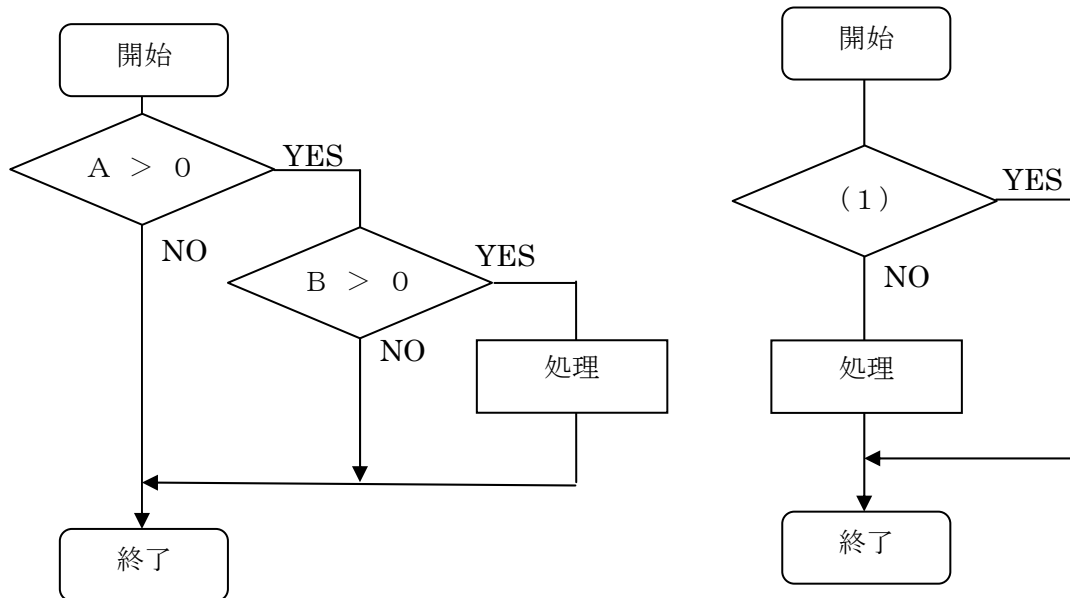 開始
A ＞ 0
YES
NO
B ＞ 0
YES
NO
処理
終了
開始
(1)
YES
NO
処理
終了